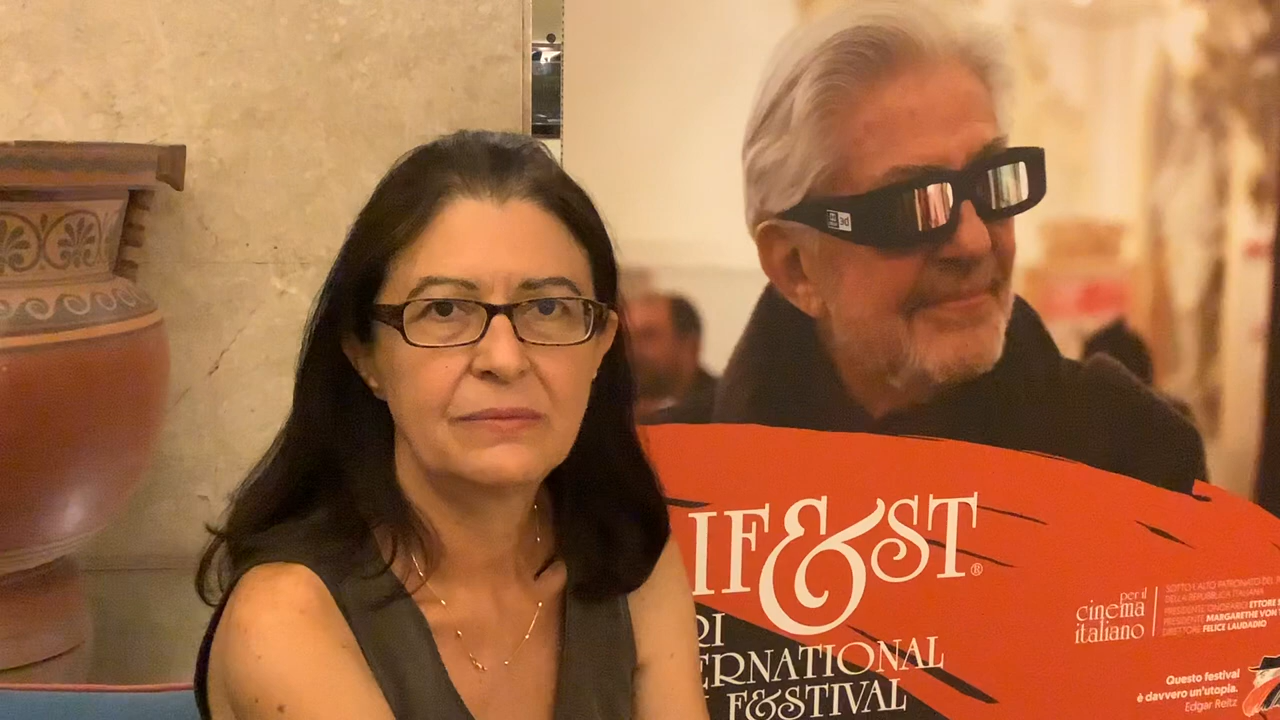 3d
IF&ST®
RI
ERNATIONAL
F&STIVAL
per il
cinema
italiano
SOTTO L'ALTO PATRONATO DEL
DELLA REPUBBLICA ITALIANA
PRESIDENTE ONORARIO ETTORE S
PRESIDENTE MARGARETHE VON T
DIRETTORE FELICE LAUDADIO
Questo festival
è davvero un'utopia.
Edgar Reitz